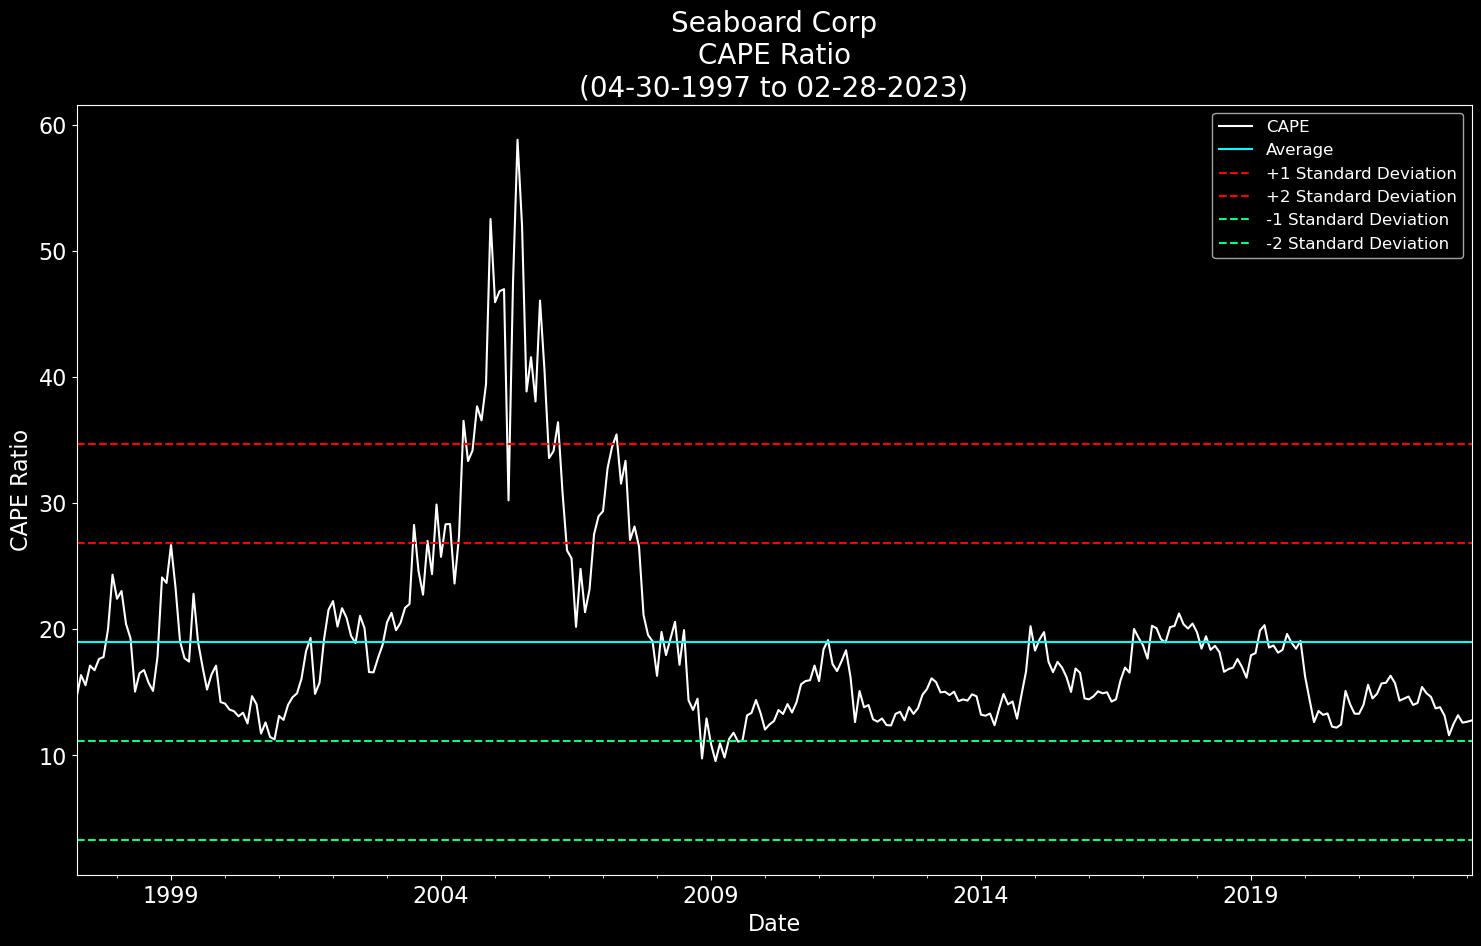 Seaboard Corp
CAPE Ratio
(04-30-1997 to 02-28-2023)
CAPE
Average
+1 Standard Deviation
+2 Standard Deviation
-1 Standard Deviation
-2 Standard Deviation
CAPE Ratio
60
50
40
30
20
10
1999
2004
2009
2014
2019
Date